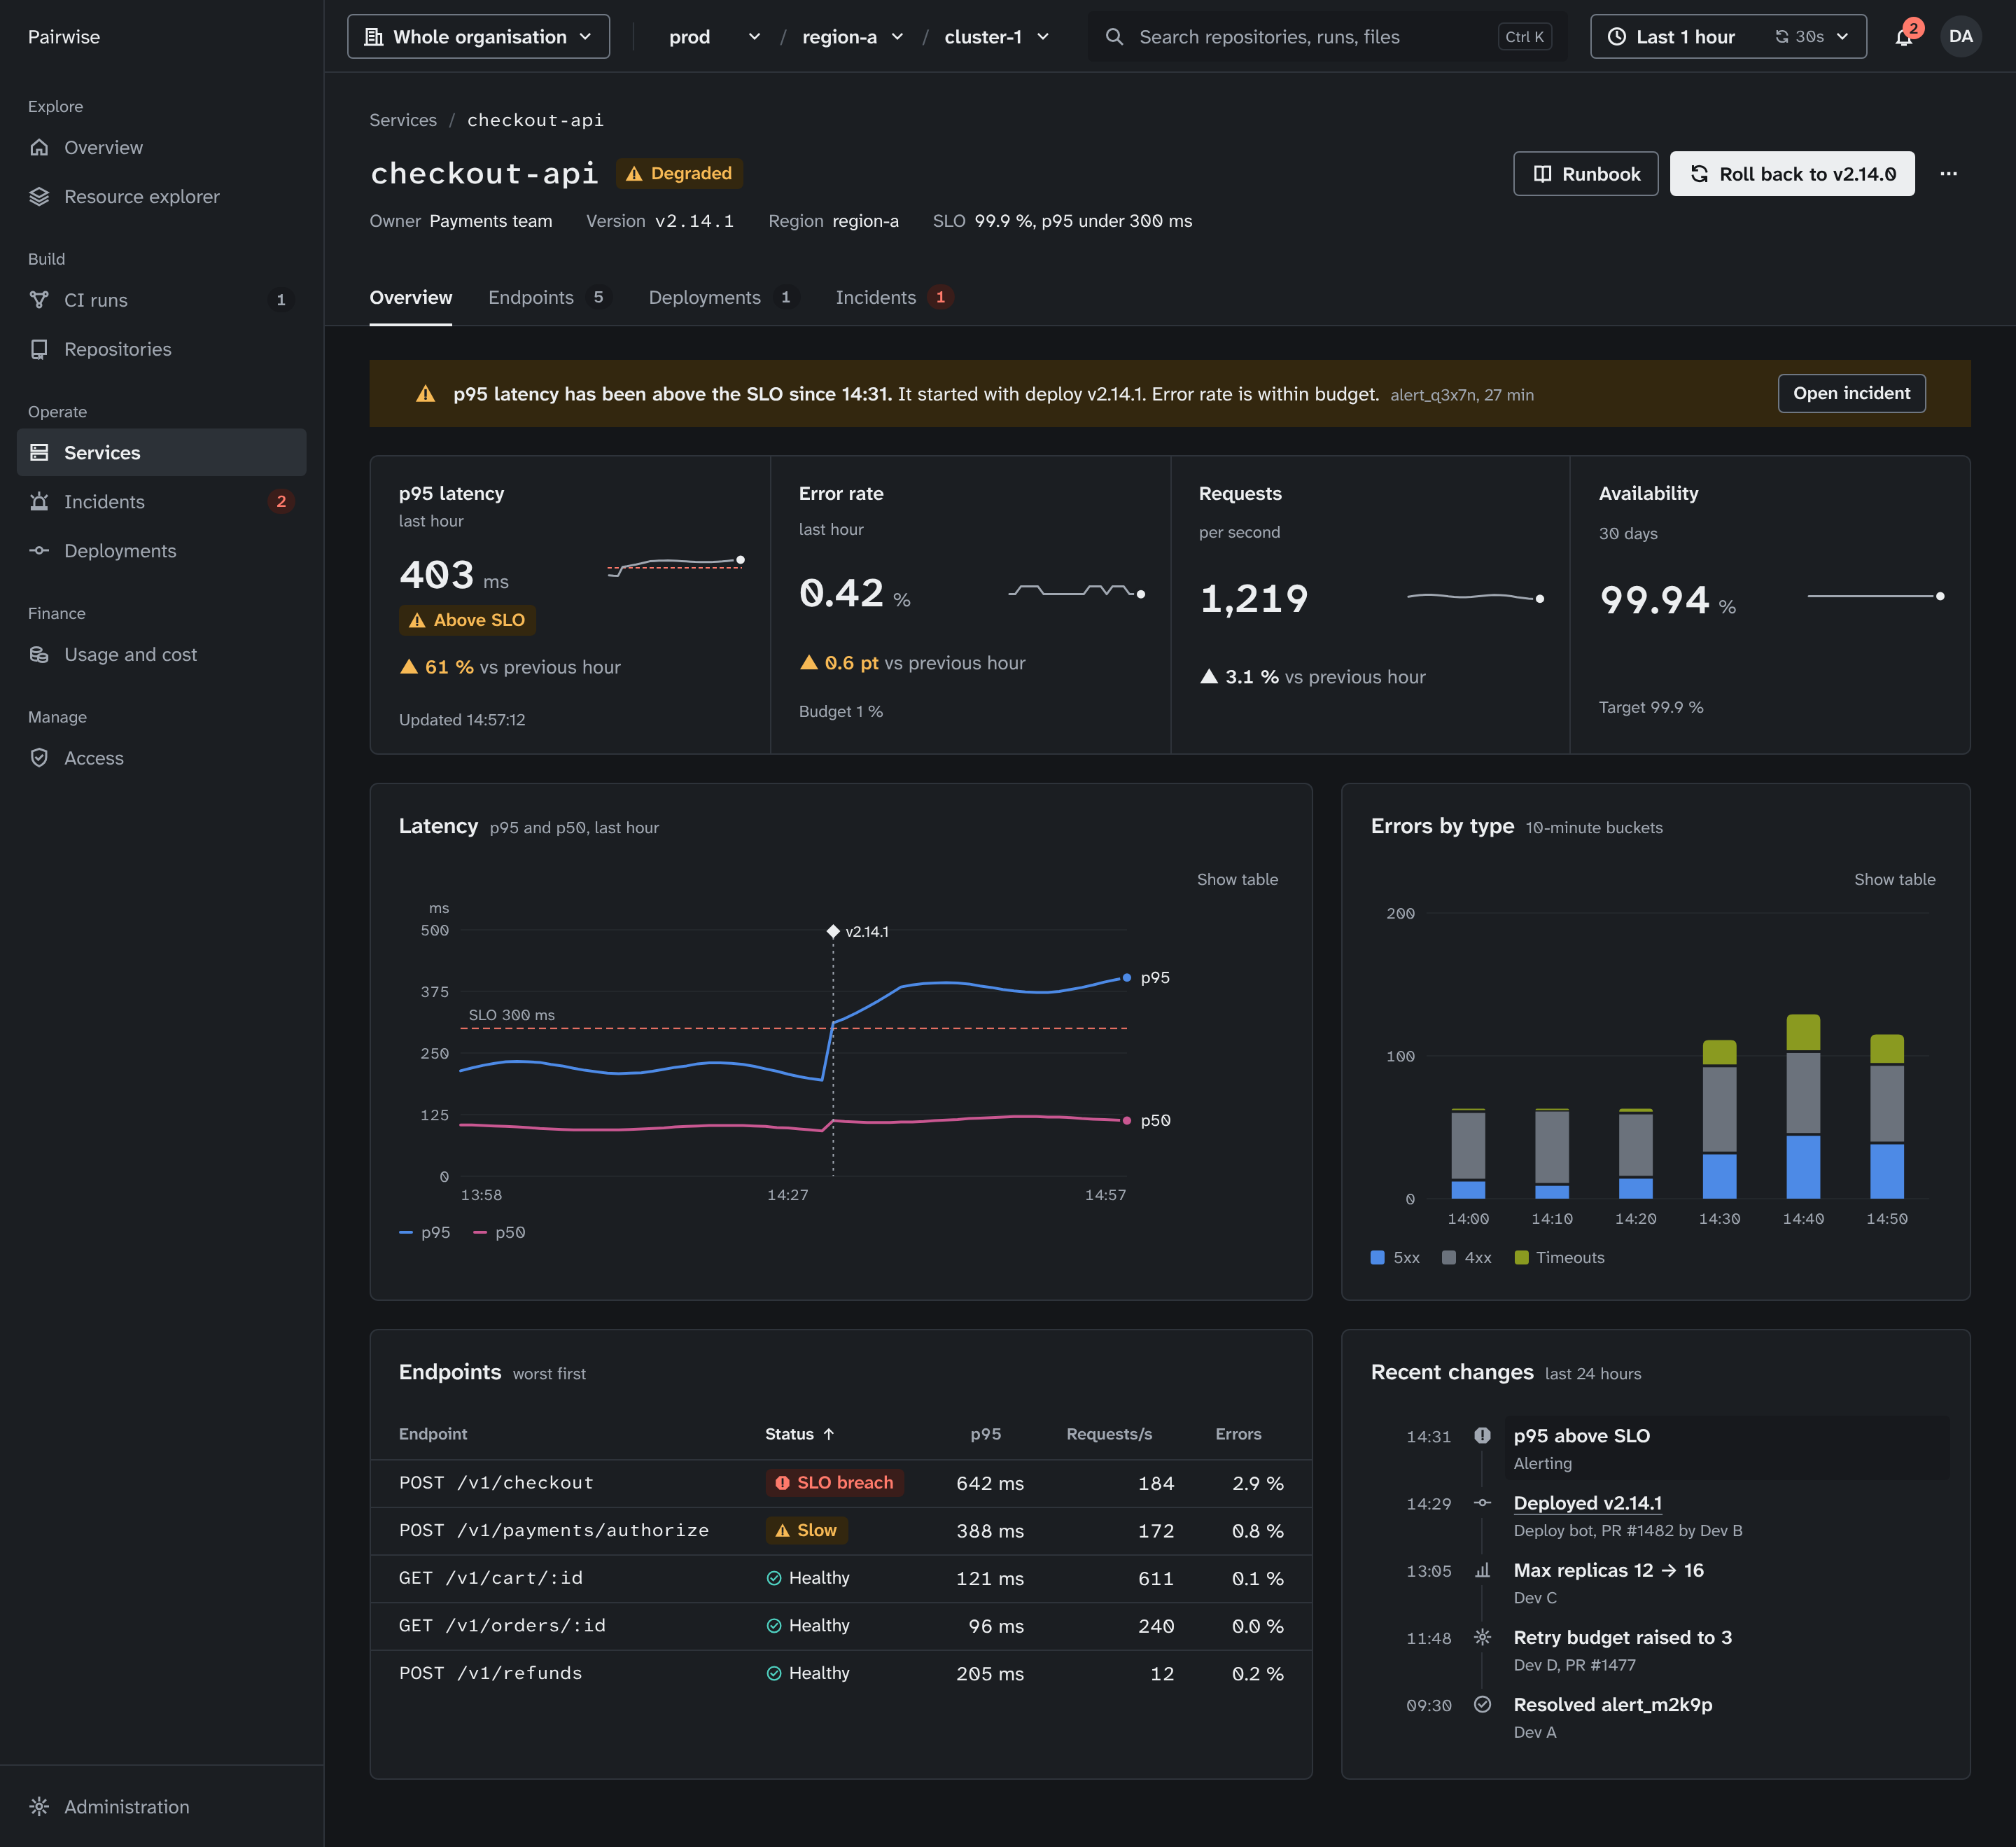 Pairwise
Whole organisation
prod / region-a / cluster-1
Search repositories, runs, files
Ctrl K
Last 1 hour
30s
2
DA
Explore
Overview
Resource explorer
Build
CI runs 1
Repositories
Operate
Services
Incidents 2
Deployments
Finance
Usage and cost
Manage
Access
Administration
Services / checkout-api
checkout-api
Degraded
Runbook
Roll back to v2.14.0
Owner Payments team Version v2.14.1 Region region-a SLO 99.9 %, p95 under 300 ms
Overview Endpoints 5 Deployments 1 Incidents 1
p95 latency has been above the SLO since 14:31. It started with deploy v2.14.1. Error rate is within budget. alert_q3x7n, 27 min
Open incident
p95 latency
last hour
403 ms
Above SLO
61 % vs previous hour
Updated 14:57:12
Error rate
last hour
0.42 %
0.6 pt vs previous hour
Budget 1 %
Requests
per second
1,219
3.1 % vs previous hour
Availability
30 days
99.94 %
Target 99.9 %
Latency p95 and p50, last hour
Show table
ms
500
v2.14.1
p95
375
SLO 300 ms
250
125
p50
0
13:58 14:27 14:57
p95 p50
Errors by type 10-minute buckets
Show table
200
100
0
14:00 14:10 14:20 14:30 14:40 14:50
5xx 4xx Timeouts
Endpoints worst first
Endpoint Status ↑ p95 Requests/s Errors
POST /v1/checkout SLO breach 642 ms 184 2.9 %
POST /v1/payments/authorize Slow 388 ms 172 0.8 %
GET /v1/cart/:id Healthy 121 ms 611 0.1 %
GET /v1/orders/:id Healthy 96 ms 240 0.0 %
POST /v1/refunds Healthy 205 ms 12 0.2 %
Recent changes last 24 hours
14:31 p95 above SLO
Alerting
14:29 Deployed v2.14.1
Deploy bot, PR #1482 by Dev B
13:05 Max replicas 12 → 16
Dev C
11:48 Retry budget raised to 3
Dev D, PR #1477
09:30 Resolved alert_m2k9p
Dev A